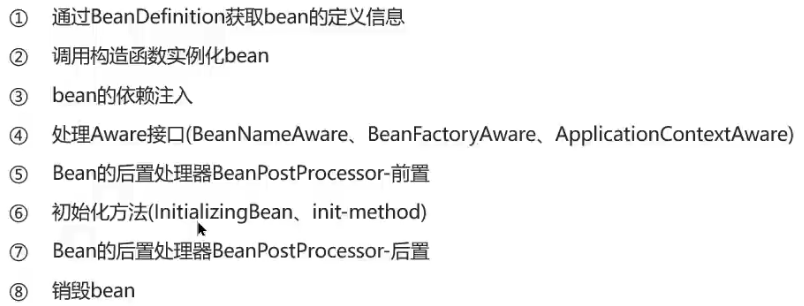 ① 通过BeanDefinition获取bean的定义信息
② 调用构造函数实例化bean
③ bean的依赖注入
④ 处理Aware接口(BeanNameAware、BeanFactoryAware、ApplicationContextAware)
⑤ Bean的后置处理器BeanPostProcessor-前置
⑥ 初始化方法(InitializingBean、init-method)
⑦ Bean的后置处理器BeanPostProcessor-后置
⑧ 销毁bean